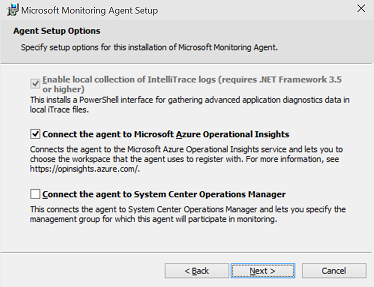 Microsoft Monitoring Agent Setup
Agent Setup Options
Specify setup options for this installation of Microsoft Monitoring Agent.
Enable local collection of IntelliTrace logs (requires .NET Framework 3.5
or higher)
This installs a PowerShell interface for gathering advanced application diagnostics data in
local iTrace files.
Connect the agent to Microsoft Azure Operational Insights
Connects the agent to the Microsoft Azure Operational Insights service and lets you to
choose the workspace that the agent uses to register with. For more information, see
https://opinsights.azure.com/.
Connect the agent to System Center Operations Manager
This connects the agent to System Center Operations Manager and lets you specify the
management group for which this agent will participate in monitoring.
< Back
Next >
Cancel